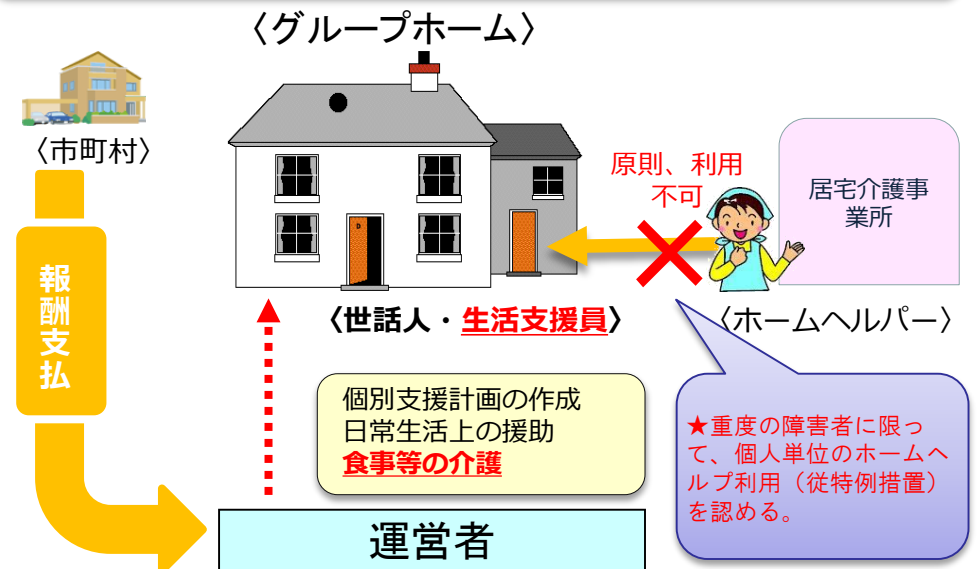 〈グループホーム〉
〈市町村〉
報酬支払
原則、利用
不可
居宅介護事
業所
〈世話人・生活支援員〉
〈ホームヘルパー〉
個別支援計画の作成
日常生活上の援助
食事等の介護
★重度の障害者に限っ
て、個人単位のホームヘ
ルプ利用（従特例措置）
を認める。
運営者